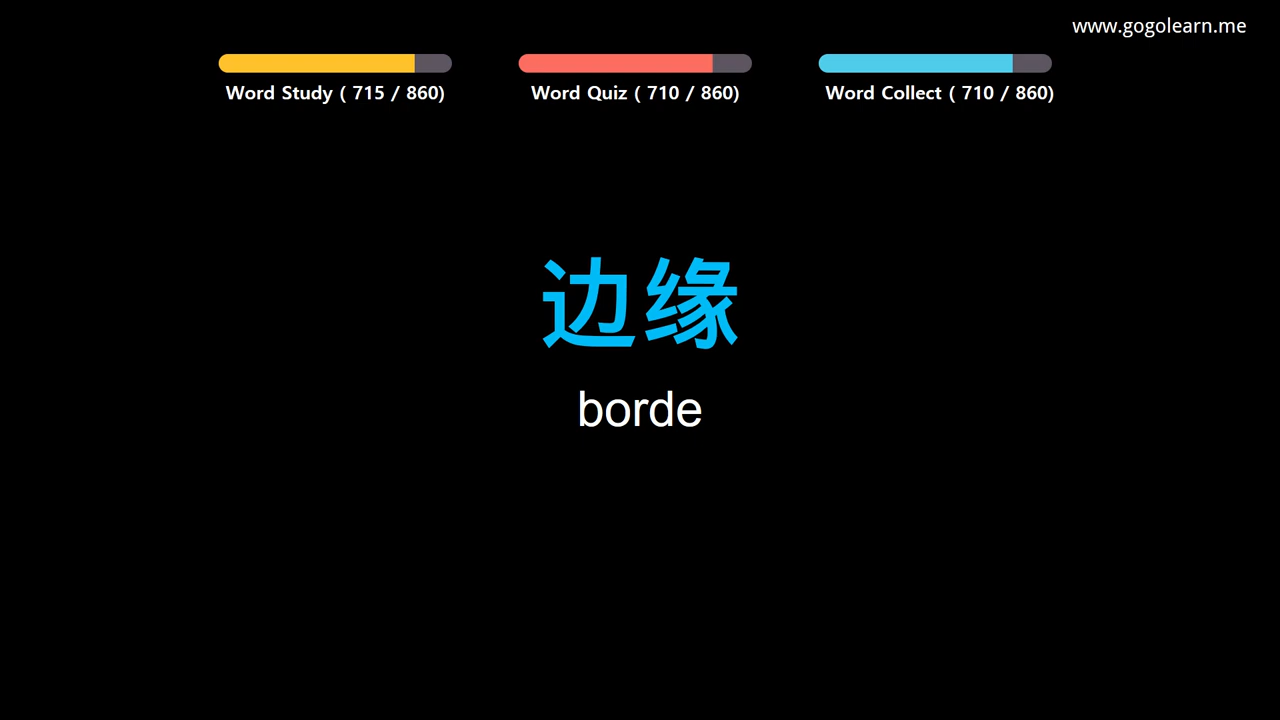 www.gogolearn.me
Word Study ( 715 / 860)
Word Quiz ( 710 / 860)
Word Collect ( 710 / 860)
边缘
borde